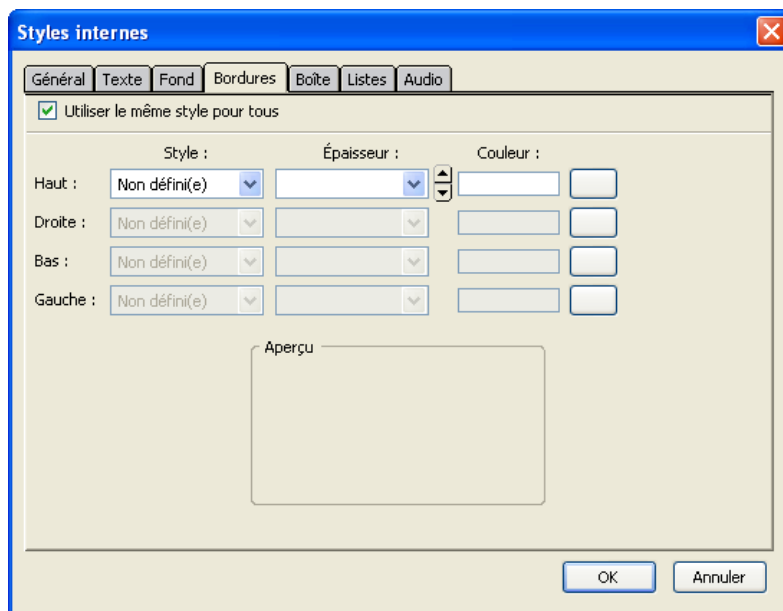 Styles internes
Général Texte Fond Bordures Boîte Listes Audio
Utiliser le même style pour tous
Style : Épaisseur : Couleur :
Haut : Non défini(e)
Droite : Non défini(e)
Bas : Non défini(e)
Gauche : Non défini(e)
Aperçu
OK Annuler